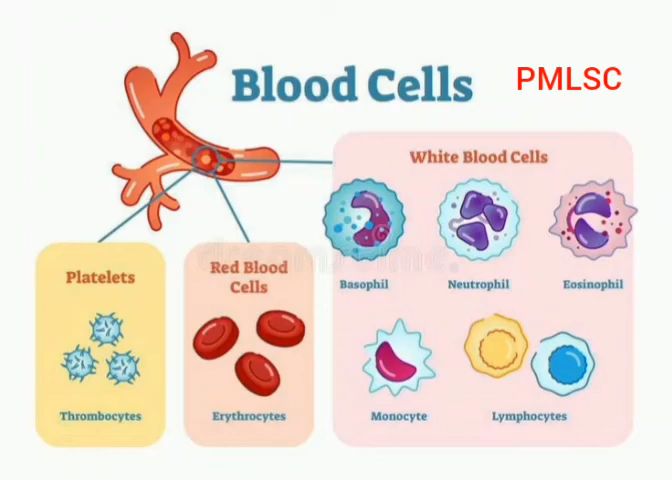 Blood Cells
PMLSC
White Blood Cells
Basophil
Neutrophil
Eosinophil
Monocyte
Lymphocytes
Platelets
Thrombocytes
Red Blood
Cells
Erythrocytes